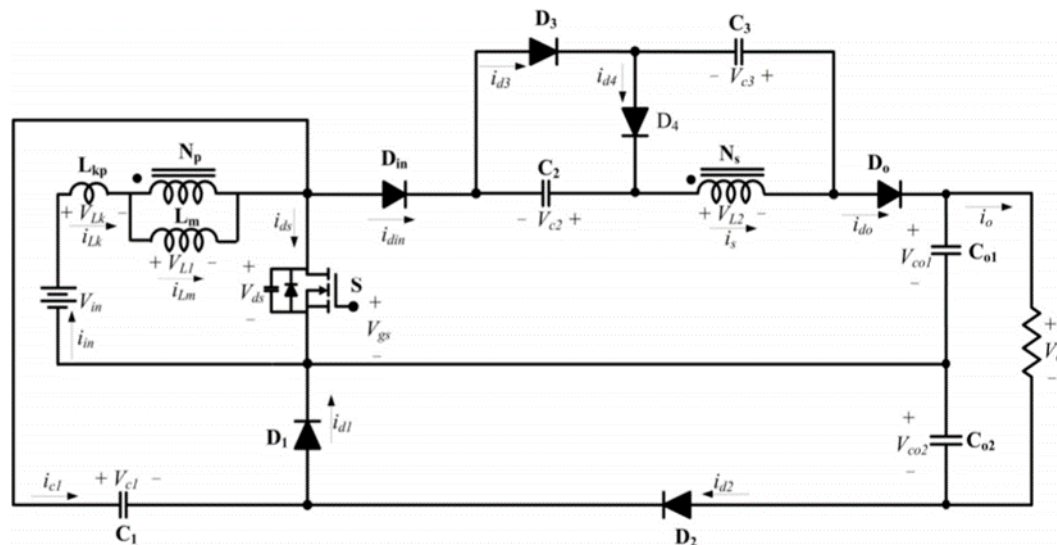 D3
C3
id3
id4
− Vc3 +
D4
Np
Lkp
Din
C2
Ns
Do
+ VLk −
Lm
ids
− Vc2 +
+ VL2 −
io
iLk
idin
is
ido
+
Vco1
−
Co1
+ VL1 −
iLm
+
Vds
−
S
+
Vgs
−
Vin
iin
+
V
−
D1
id1
+
Vco2
−
Co2
ic1
+ Vc1 −
id2
C1
D2